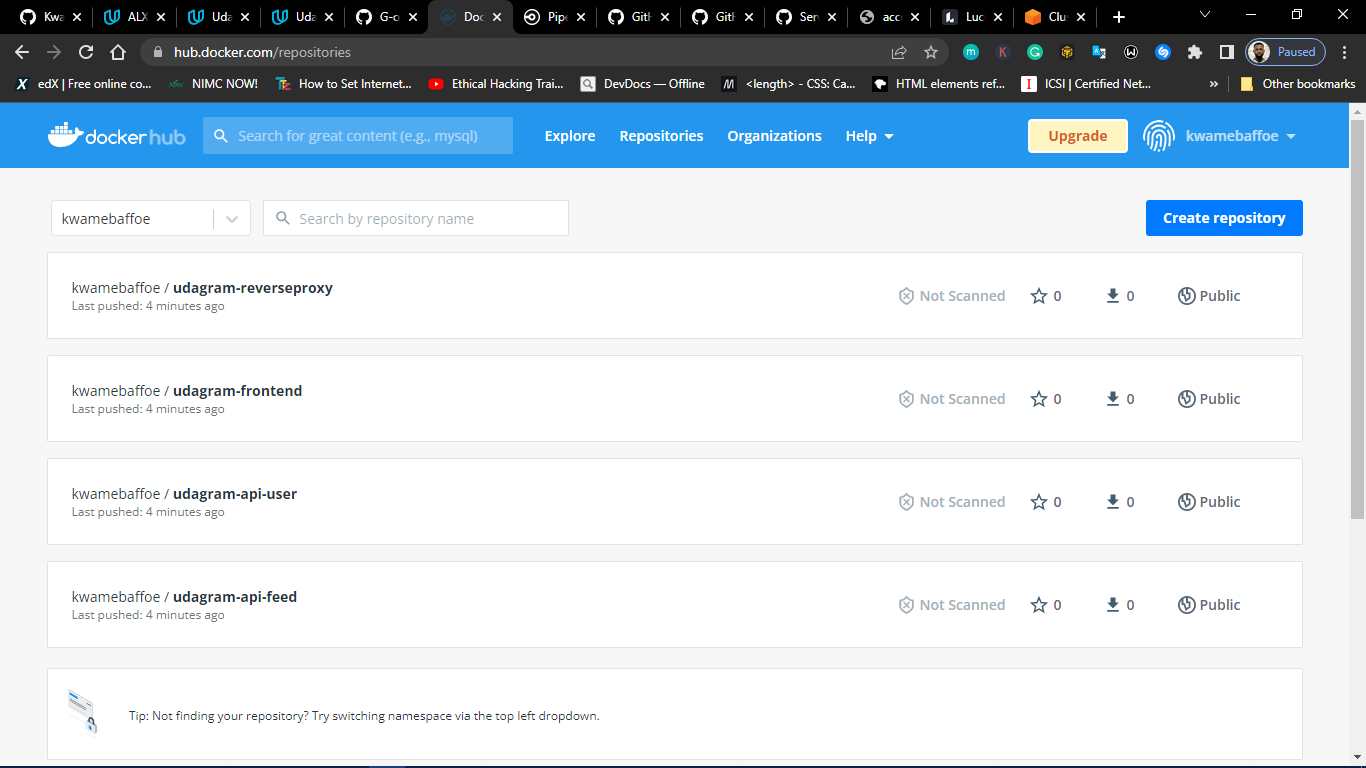 Kwa
ALX
Uda
Uda
G-o
Doc
Pipe
Gith
Gith
Serv
acce
Luc
Clu
hub.docker.com/repositories
Paused
edX | Free online co...
NIMC NOW!
How to Set Internet...
Ethical Hacking Trai...
DevDocs — Offline
<length> - CSS: Ca...
HTML elements ref...
ICSI | Certified Net...
»
Other bookmarks
docker hub
Search for great content (e.g., mysql)
Explore
Repositories
Organizations
Help
Upgrade
kwamebaffoe
kwamebaffoe
Search by repository name
Create repository
kwamebaffoe / udagram-reverseproxy
Last pushed: 4 minutes ago
Not Scanned
0
0
Public
kwamebaffoe / udagram-frontend
Last pushed: 4 minutes ago
Not Scanned
0
0
Public
kwamebaffoe / udagram-api-user
Last pushed: 4 minutes ago
Not Scanned
0
0
Public
kwamebaffoe / udagram-api-feed
Last pushed: 4 minutes ago
Not Scanned
0
0
Public
Tip: Not finding your repository? Try switching namespace via the top left dropdown.